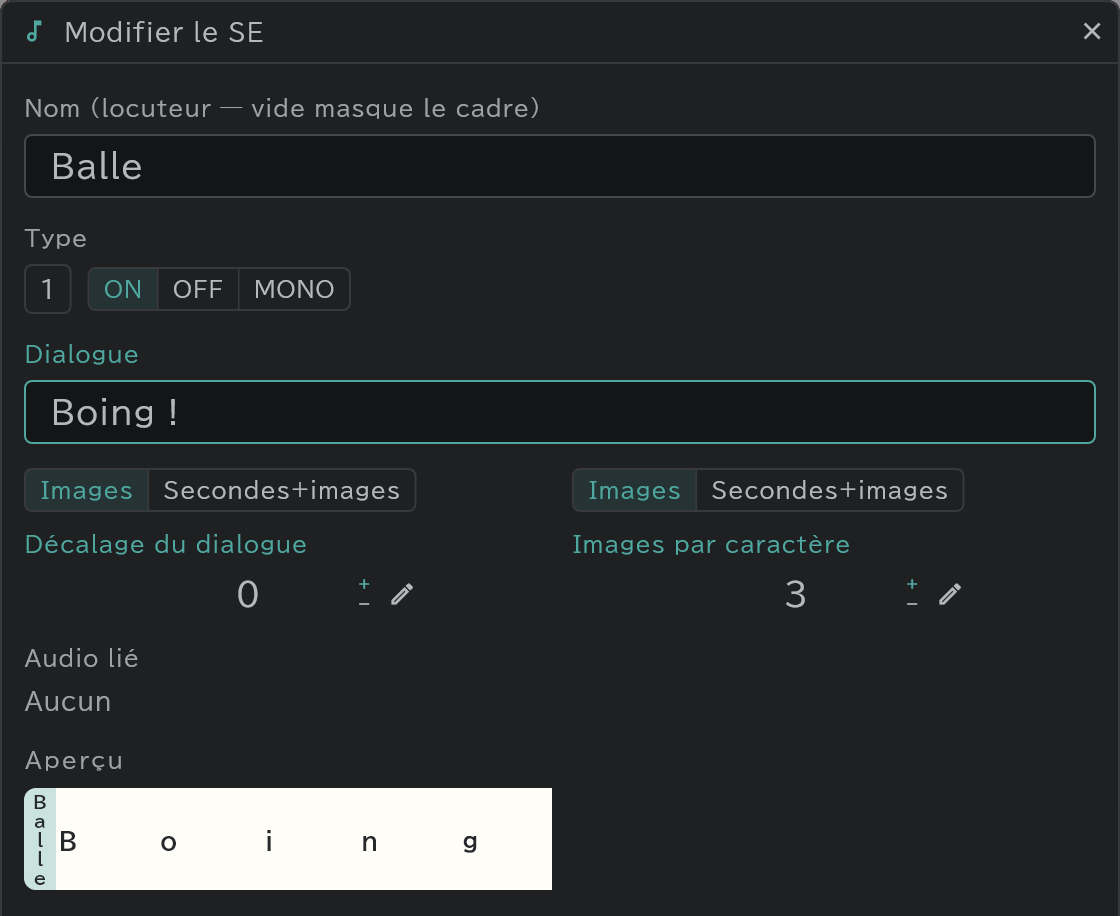 Modifier le SE
Nom (locuteur — vide masque le cadre)
Balle
Type
1 ON OFF MONO
Dialogue
Boing !
Images Secondes+images Images Secondes+images
Décalage du dialogue Images par caractère
0 + − 3 + −
Audio lié
Aucun
Aperçu
Balle
B o i n g